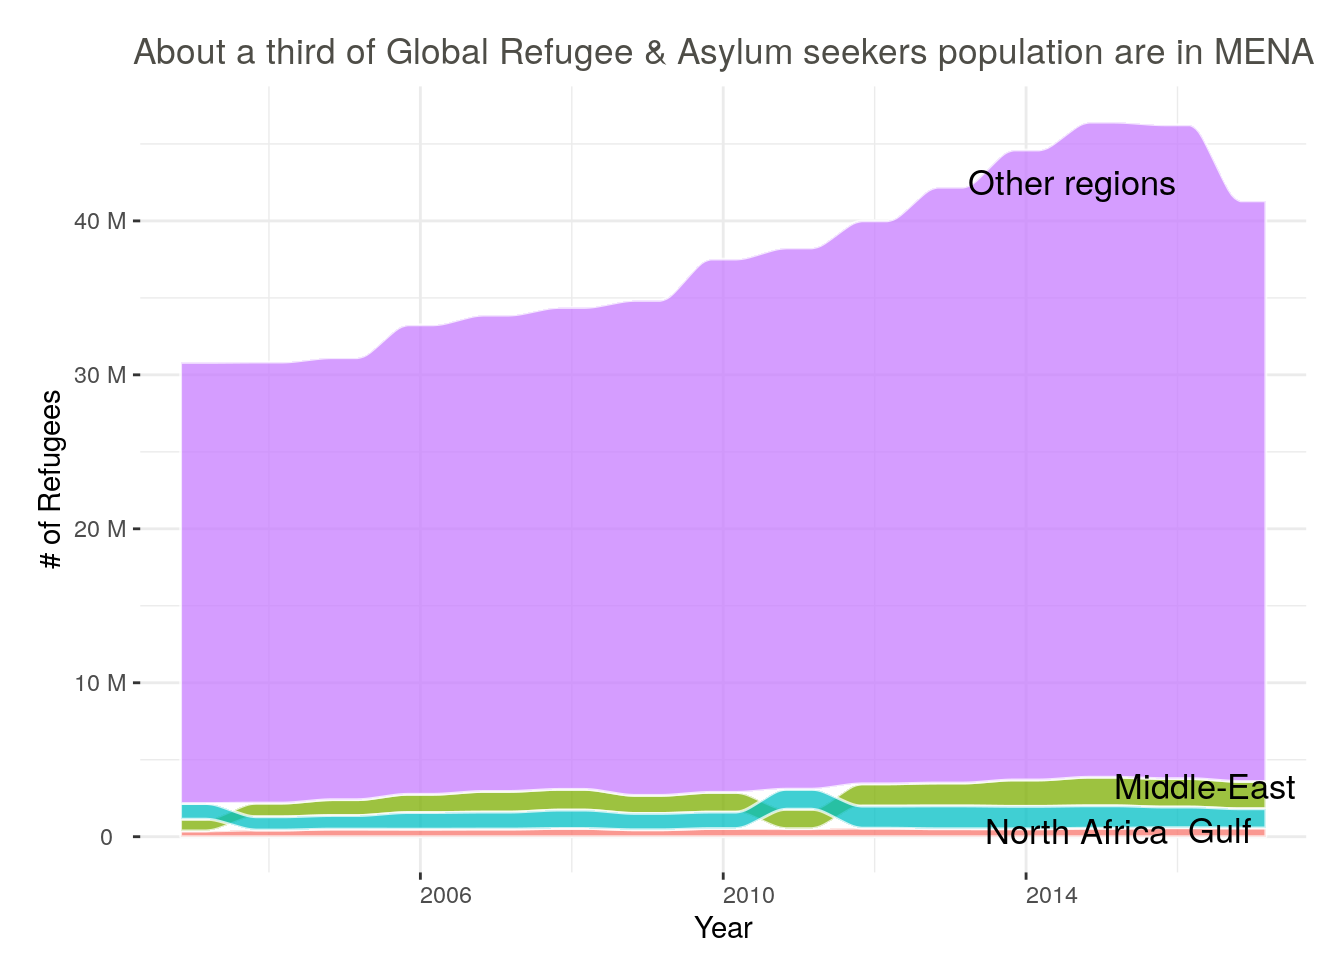 About a third of Global Refugee & Asylum seekers population are in MENA
Other regions
40 M
30 M
# of Refugees
20 M
10 M
Middle-East
0
North Africa Gulf
2006 2010 2014
Year